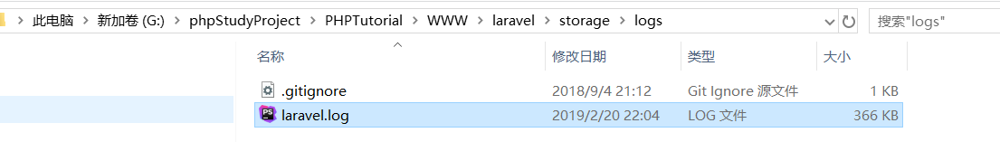 此电脑 › 新加卷 (G:) › phpStudyProject › PHPTutorial › WWW › laravel › storage › logs 搜索"logs"
名称 修改日期 类型 大小
.gitignore 2018/9/4 21:12 Git Ignore 源文件 1 KB
PS laravel.log 2019/2/20 22:04 LOG 文件 366 KB